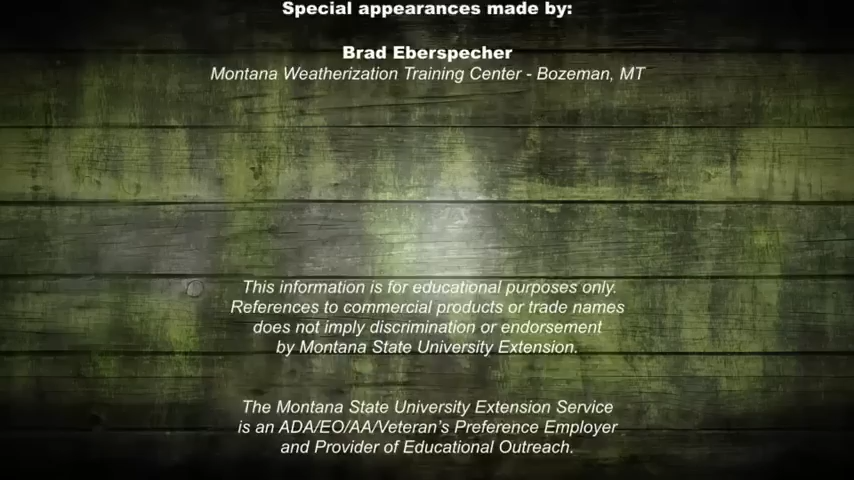 Special appearances made by:
Brad Eberspecher
Montana Weatherization Training Center - Bozeman, MT
This information is for educational purposes only.
References to commercial products or trade names
does not imply discrimination or endorsement
by Montana State University Extension.
The Montana State University Extension Service
is an ADA/EO/AA/Veteran's Preference Employer
and Provider of Educational Outreach.